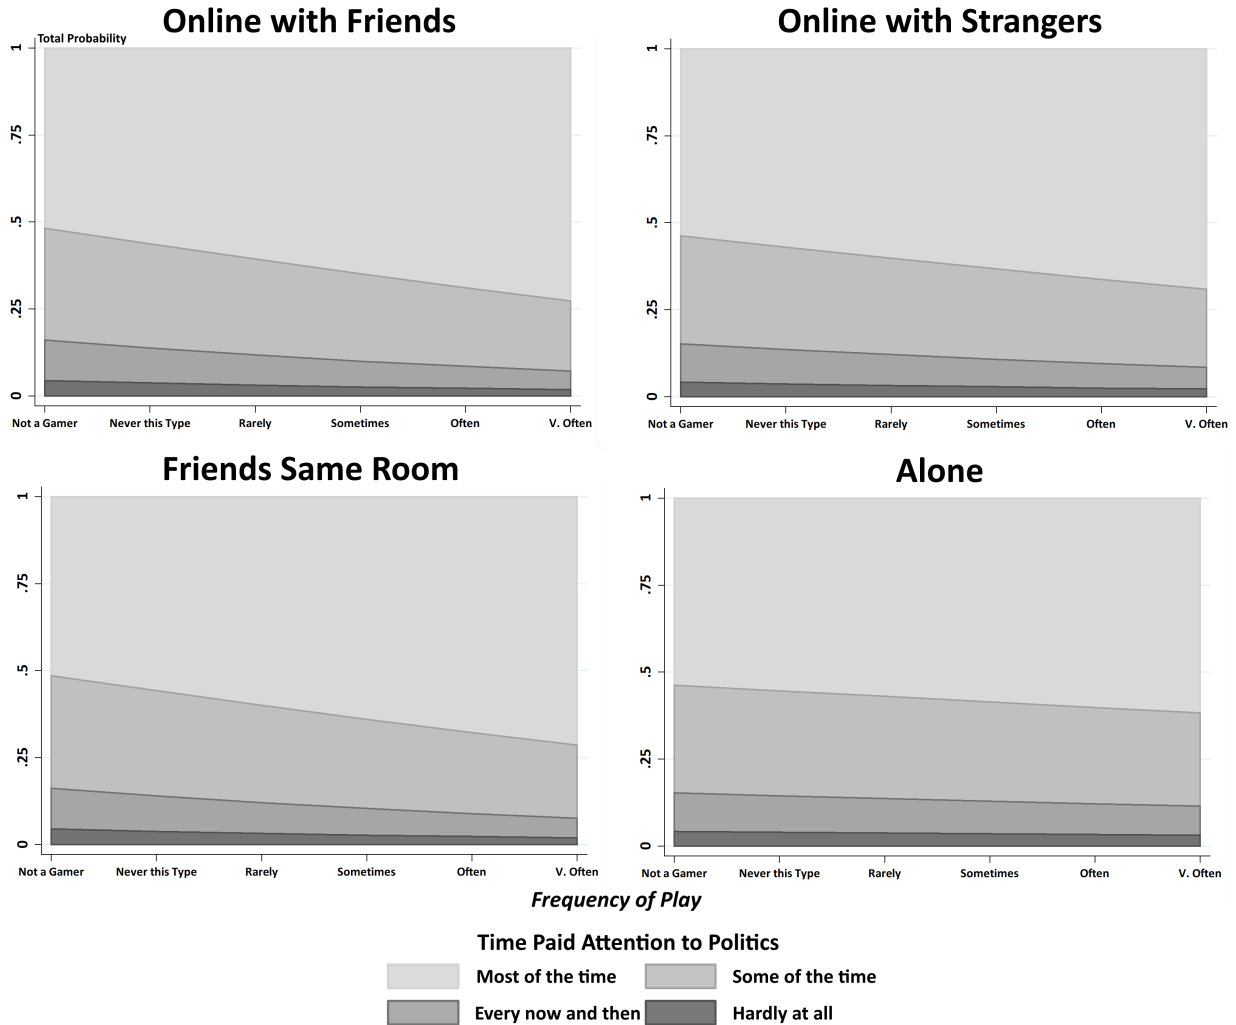 Online with Friends
Online with Strangers
Total Probability
1
.75
.5
.25
0
Not a Gamer Never this Type Rarely Sometimes Often V. Often
1
.75
.5
.25
0
Not a Gamer Never this Type Rarely Sometimes Often V. Often
Friends Same Room
Alone
1
.75
.5
.25
0
Not a Gamer Never this Type Rarely Sometimes Often V. Often
1
.75
.5
.25
0
Not a Gamer Never this Type Rarely Sometimes Often V. Often
Frequency of Play
Time Paid Attention to Politics
Most of the time Some of the time
Every now and then Hardly at all